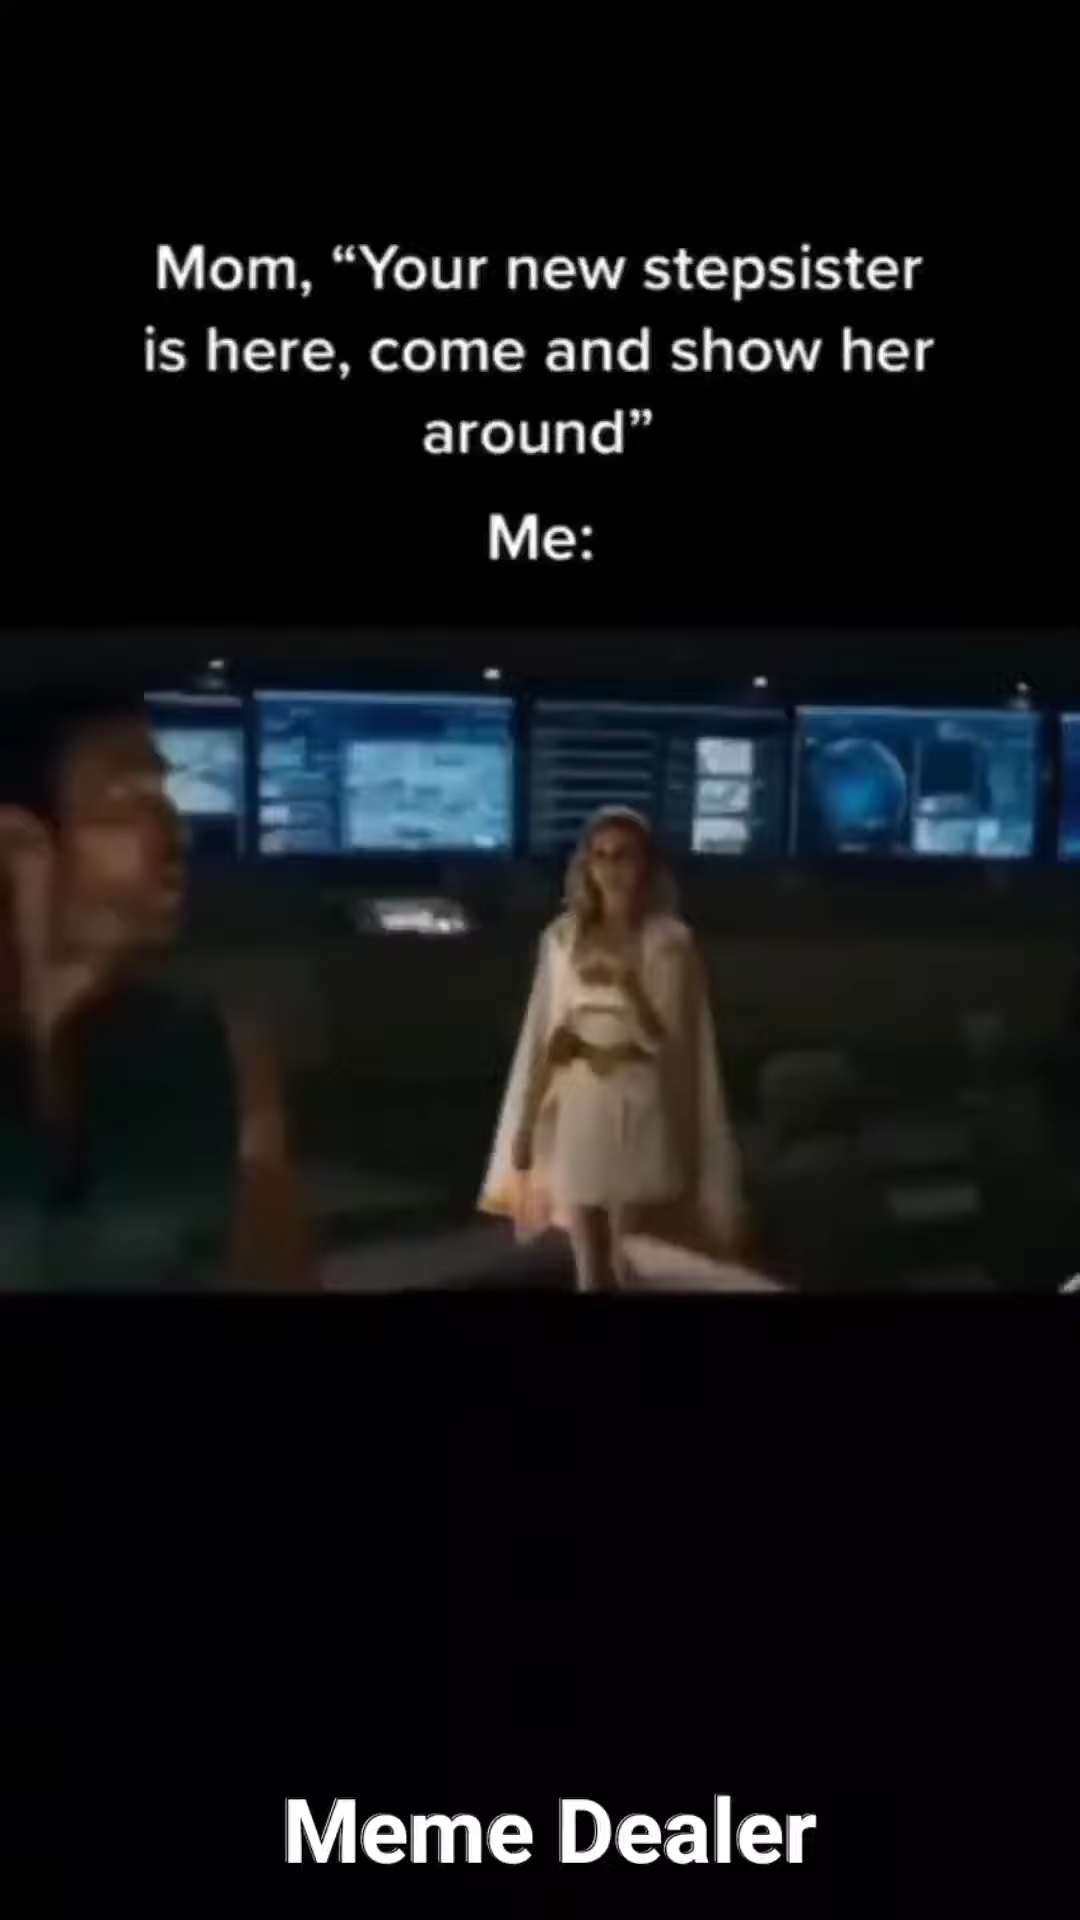 Mom, “Your new stepsister
is here, come and show her
around”
Me:
Meme Dealer